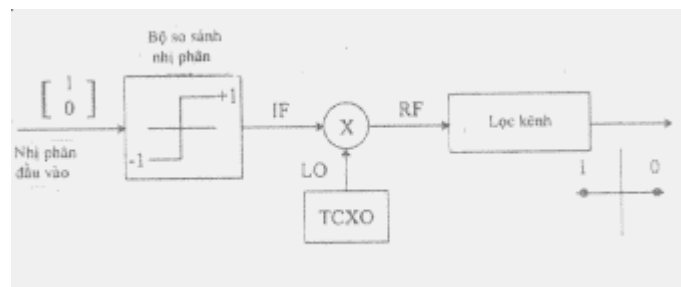 Bộ so sánh
nhị phân
1
0
+1
-1
IF
X
RF
Lọc kênh
Nhị phân
đầu vào
LO
TCXO
1
0